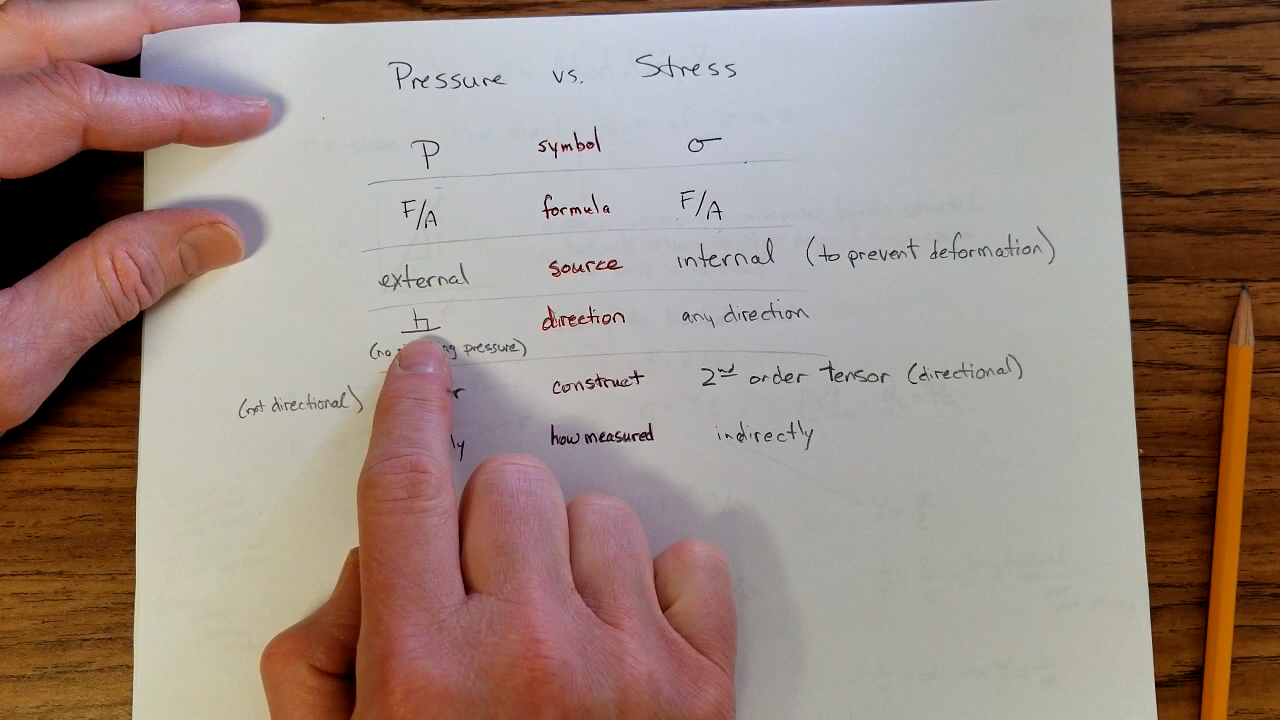 Pressure vs. Stress
P symbol σ
F/A formula F/A
external source internal (to prevent deformation)
direction any direction
(no pressure)
(not directional) construct 2nd order tensor (directional)
how measured indirectly